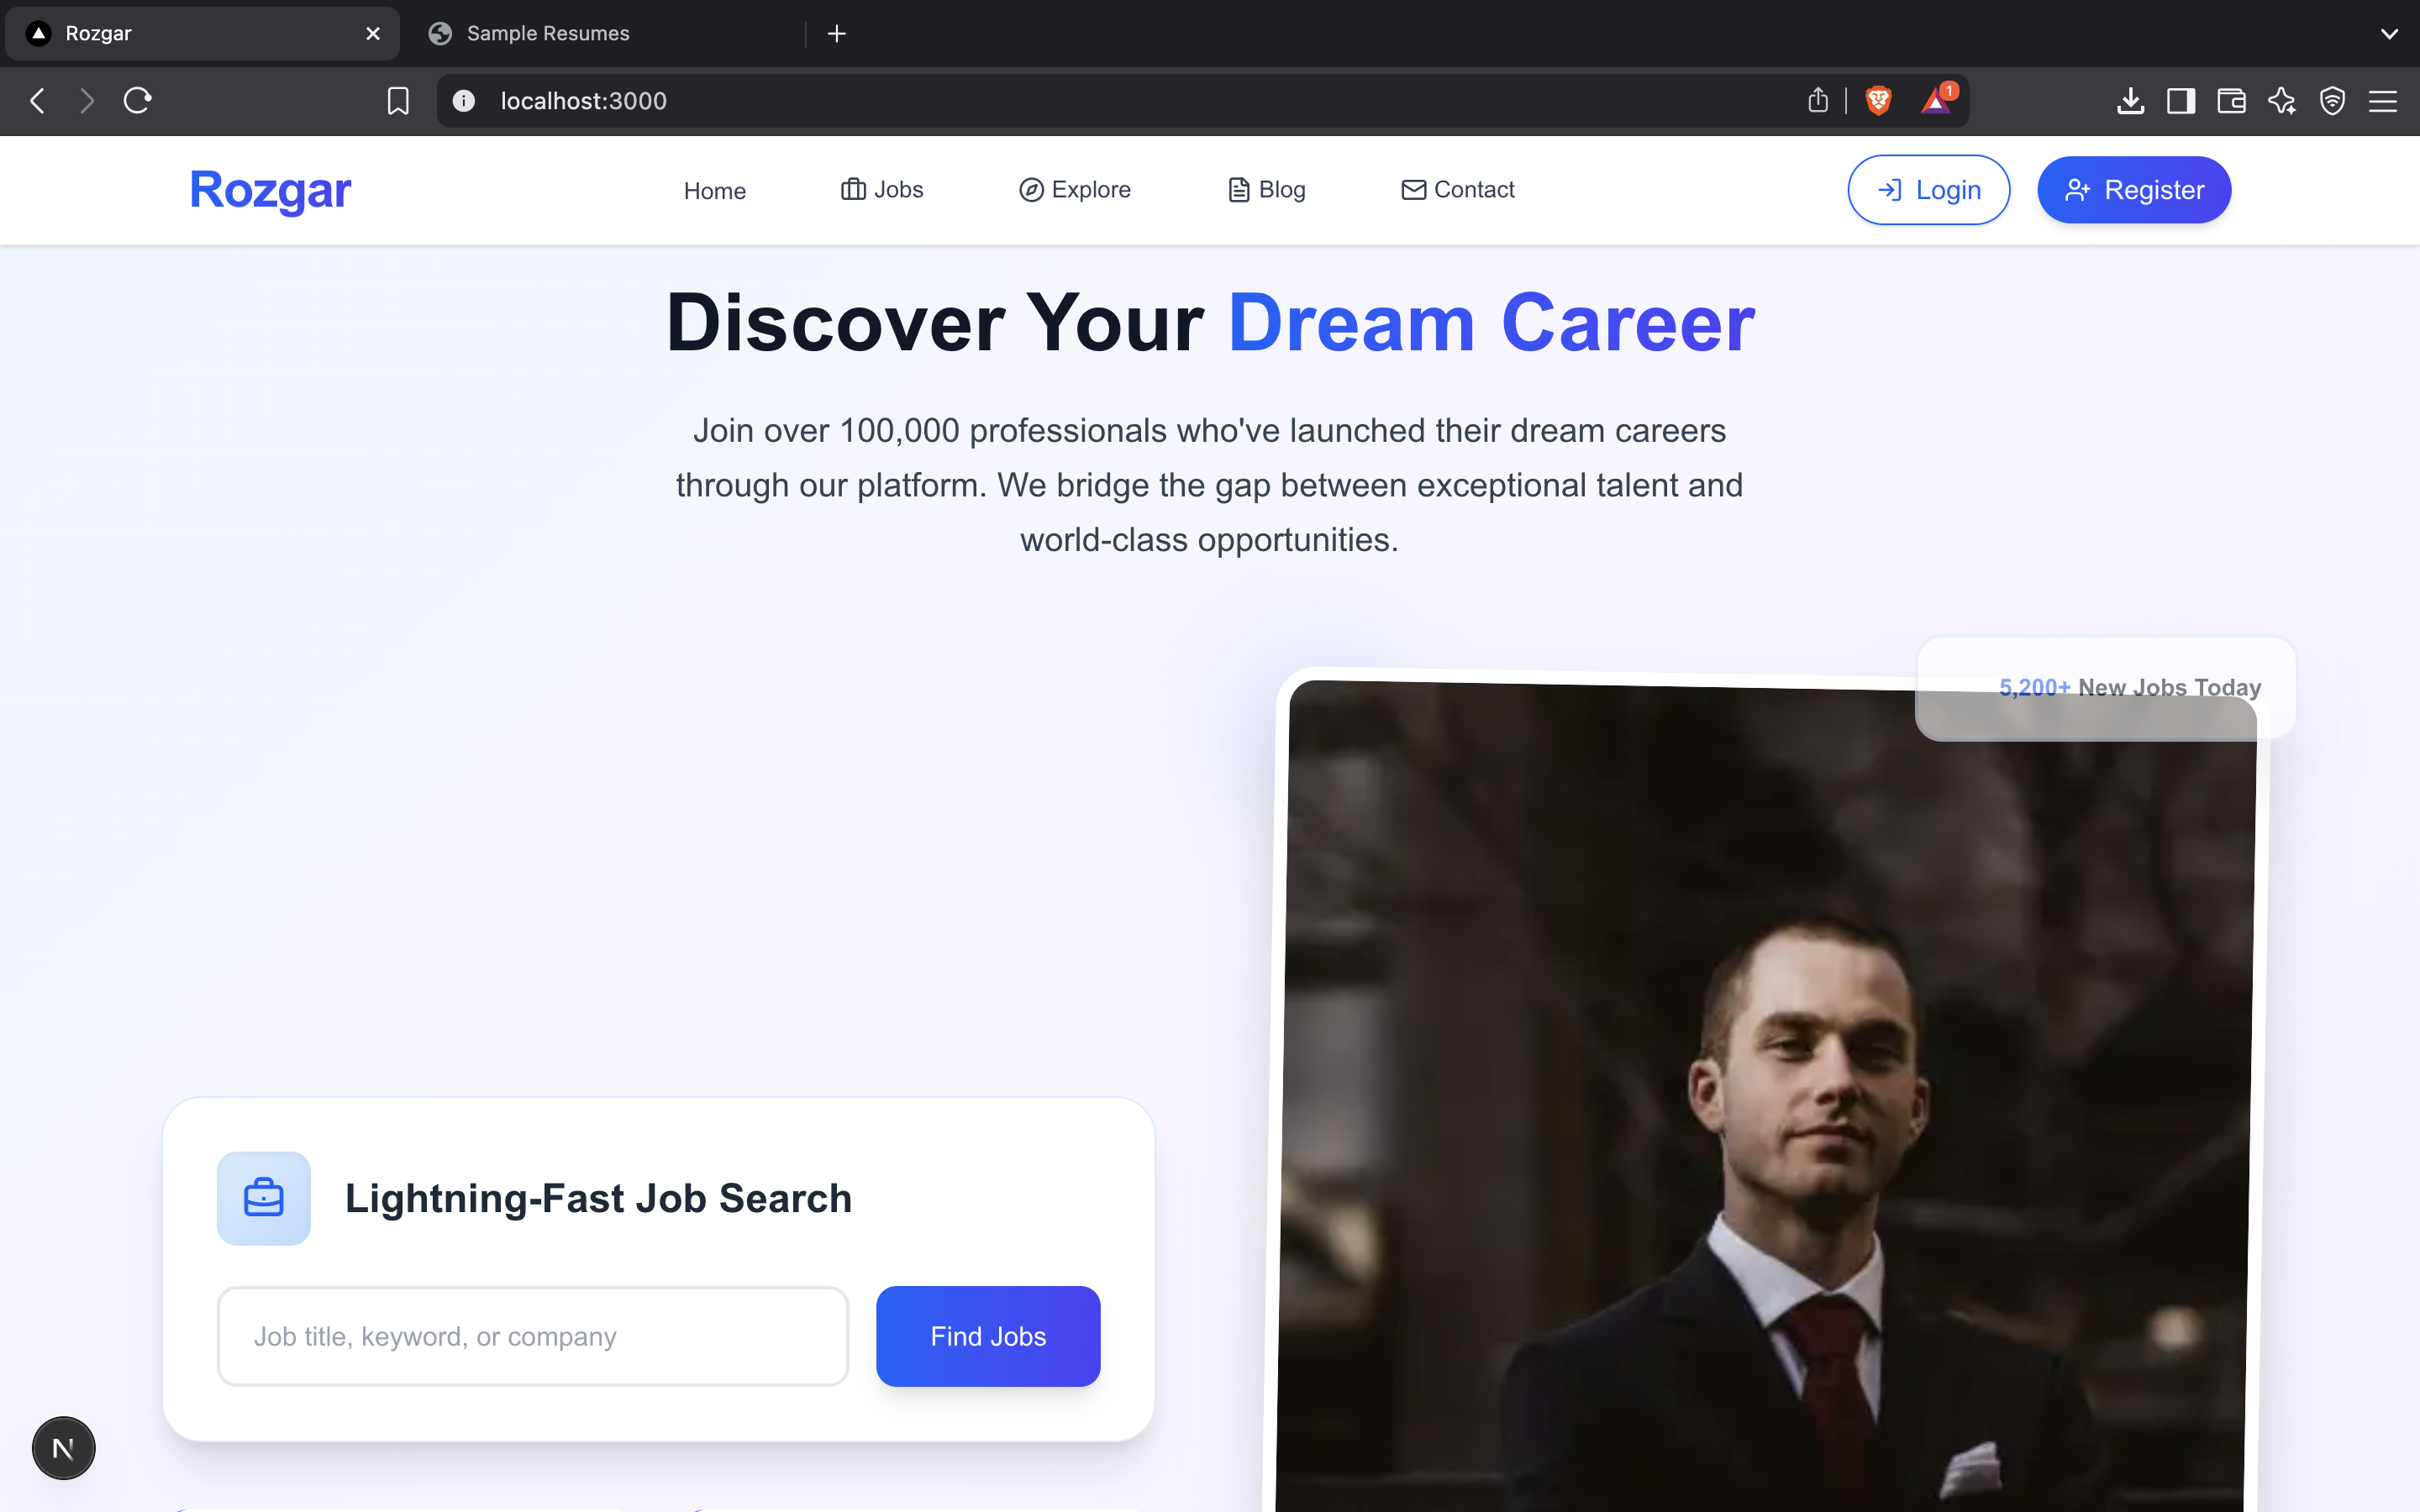 Rozgar
Sample Resumes
localhost:3000
1
Rozgar
Home
Jobs
Explore
Blog
Contact
Login
Register
Discover Your Dream Career
Join over 100,000 professionals who've launched their dream careers
through our platform. We bridge the gap between exceptional talent and
world-class opportunities.
5,200+ New Jobs Today
Lightning-Fast Job Search
Job title, keyword, or company
Find Jobs
N